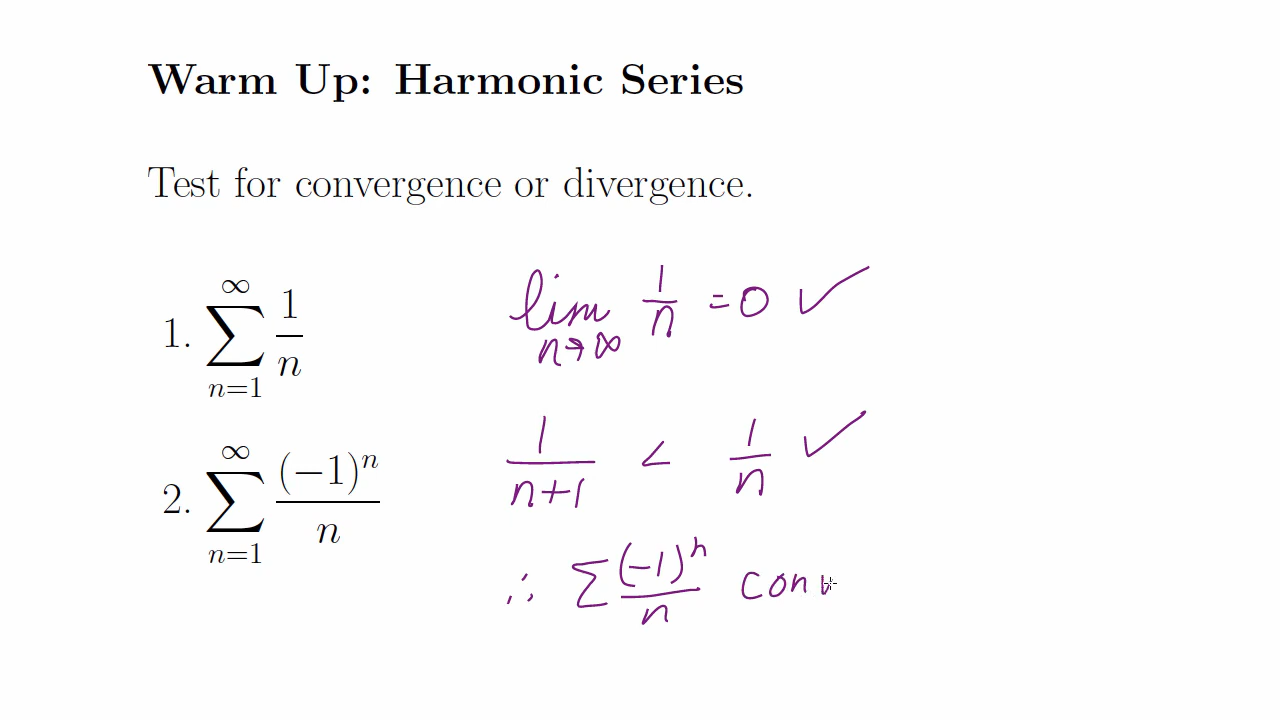 Warm Up: Harmonic Series
Test for convergence or divergence.
1. ∑_{n=1}^{∞} 1/n
lim_{n→∞} 1/n = 0 ✓
1/(n+1) < 1/n ✓
2. ∑_{n=1}^{∞} (−1)^n/n
∴ ∑ (−1)^n/n conv